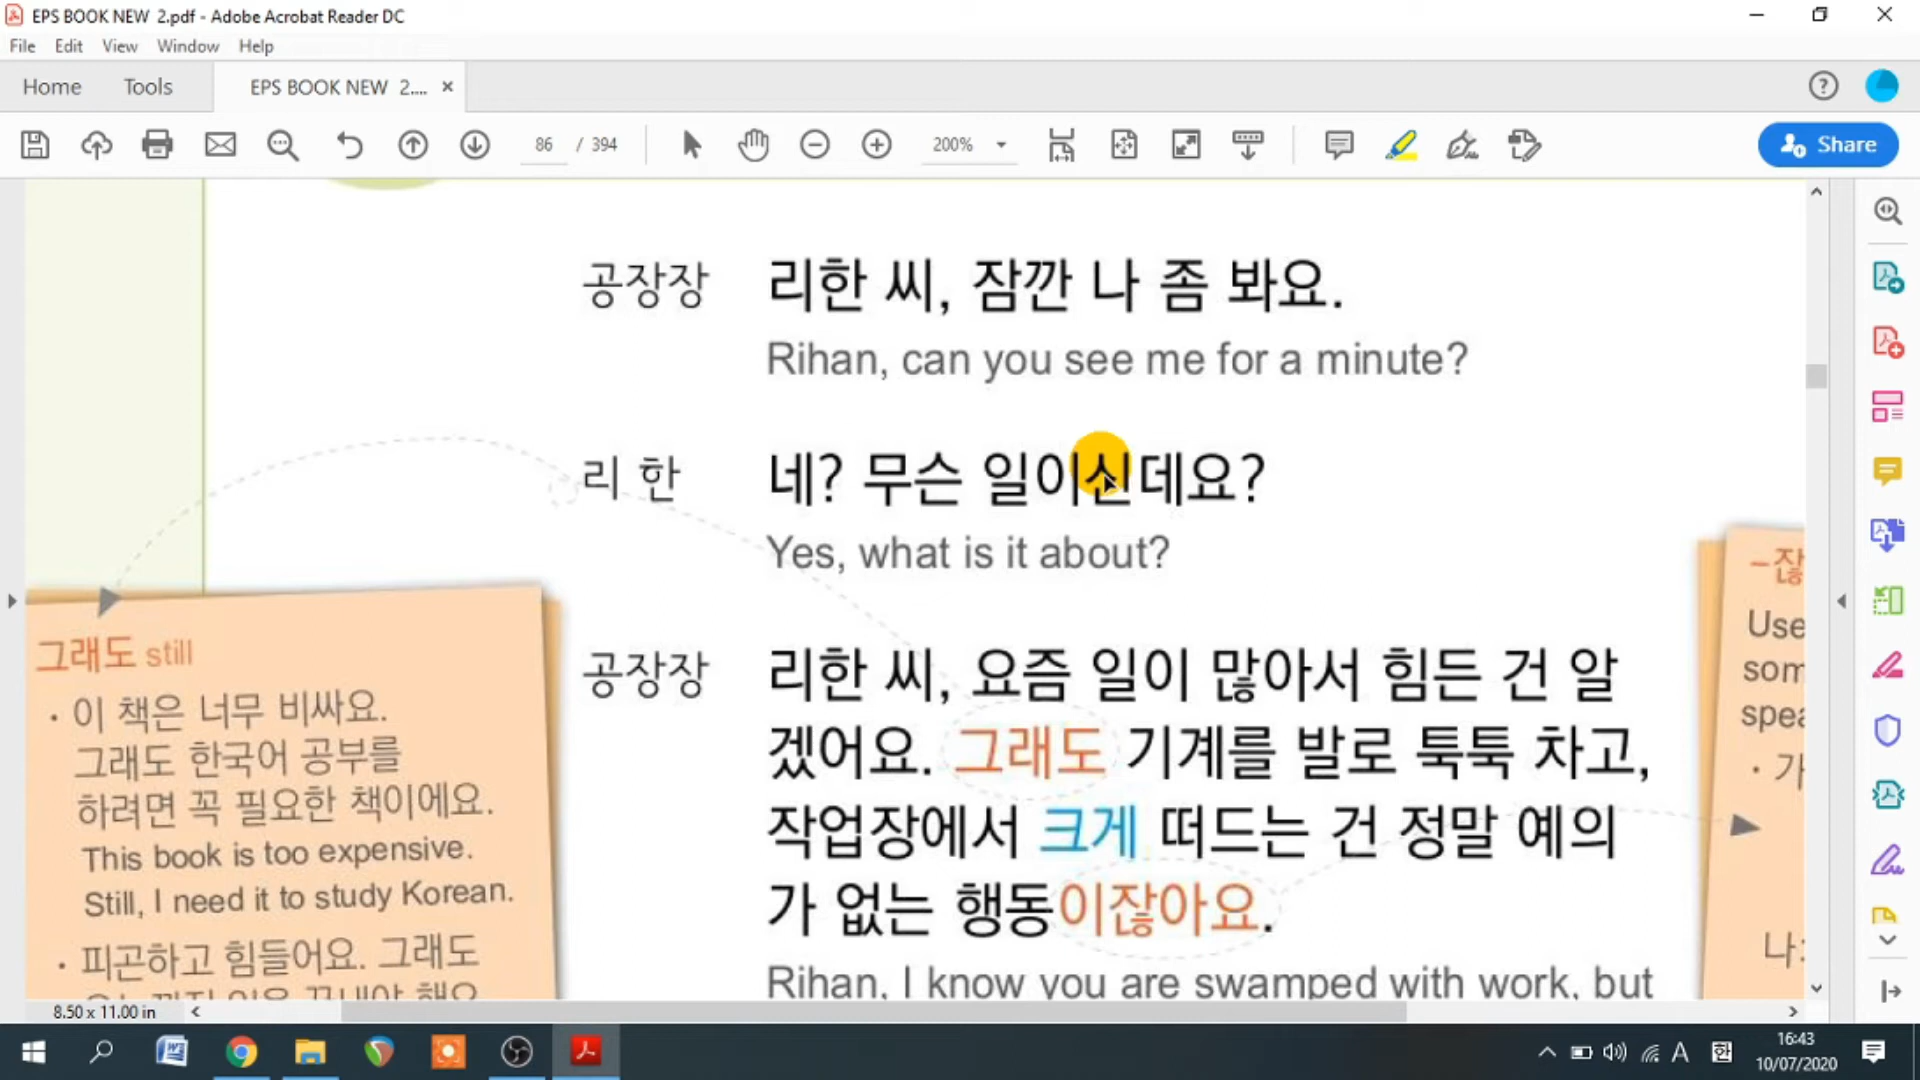 EPS BOOK NEW  2.pdf - Adobe Acrobat Reader DC
File Edit View Window Help
Home Tools EPS BOOK NEW  2.... ×
86 / 394 200% Share
공장장 리한 씨, 잠깐 나 좀 봐요.
Rihan, can you see me for a minute?
리 한 네? 무슨 일이신데요?
Yes, what is it about?
공장장 리한 씨, 요즘 일이 많아서 힘든 건 알
겠어요. 그래도 기계를 발로 툭툭 차고,
작업장에서 크게 떠드는 건 정말 예의
가 없는 행동이잖아요.
Rihan, I know you are swamped with work, but
그래도 still
· 이 책은 너무 비싸요.
그래도 한국어 공부를
하려면 꼭 필요한 책이에요.
This book is too expensive.
Still, I need it to study Korean.
· 피곤하고 힘들어요. 그래도
–잖
Use
som
spea
· 가
나:
8.50 x 11.00 in
A 한 16:43
10/07/2020